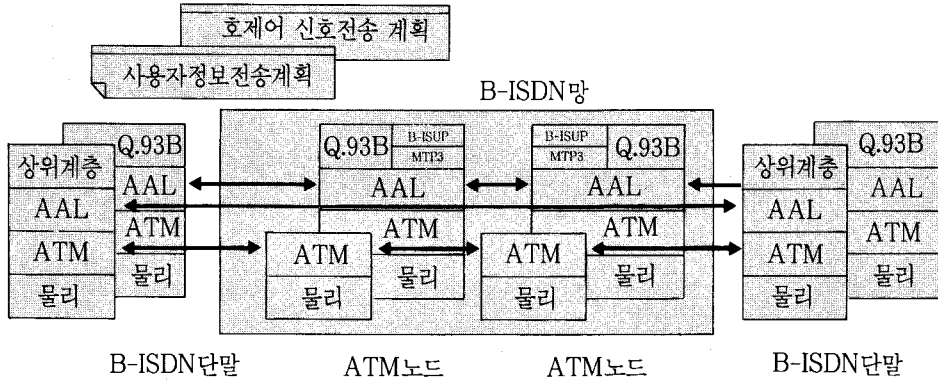 호제어 신호전송 계획
사용자정보전송계획
B-ISDN망
Q.93B
상위계층
AAL
AAL
ATM
ATM
물리
물리
Q.93B
B-ISUP
MTP3
AAL
ATM
ATM
물리
물리
B-ISUP
MTP3
Q.93B
AAL
ATM
ATM
물리
물리
Q.93B
상위계층
AAL
AAL
ATM
ATM
물리
물리
B-ISDN단말
ATM노드
ATM노드
B-ISDN단말